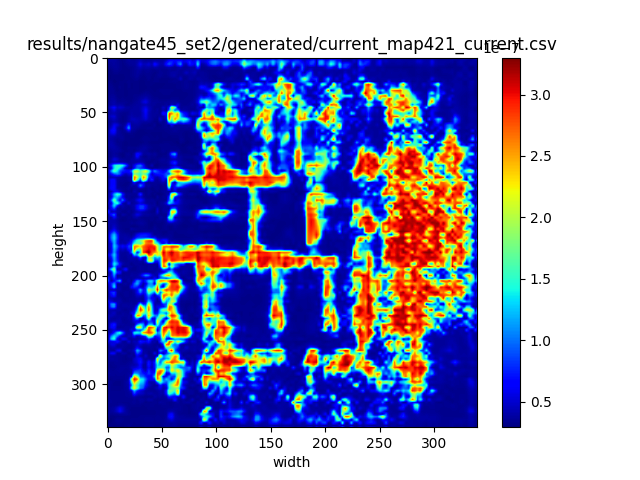 results/nangate45_set2/generated/current_map421_current.csv
1e−7
0
50
100
150
200
250
300
height
0 50 100 150 200 250 300
width
3.0
2.5
2.0
1.5
1.0
0.5